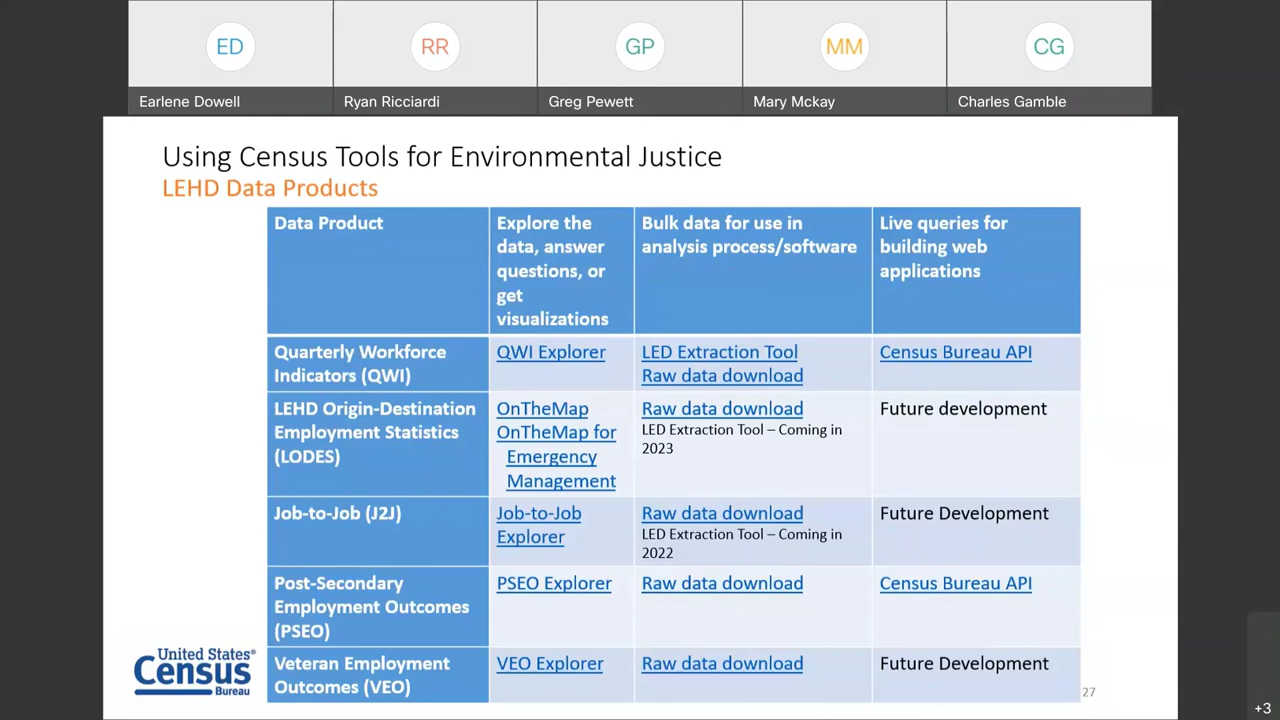 ED
RR
GP
MM
CG
Earlene Dowell
Ryan Ricciardi
Greg Pewett
Mary Mckay
Charles Gamble
Using Census Tools for Environmental Justice
LEHD Data Products
Data Product
Explore the
data, answer
questions, or
get
visualizations
Bulk data for use in
analysis process/software
Live queries for
building web
applications
Quarterly Workforce
Indicators (QWI)
QWI Explorer
LED Extraction Tool
Raw data download
Census Bureau API
LEHD Origin-Destination
Employment Statistics
(LODES)
OnTheMap
OnTheMap for
Emergency
Management
Raw data download
LED Extraction Tool – Coming in
2023
Future development
Job-to-Job (J2J)
Job-to-Job
Explorer
Raw data download
LED Extraction Tool – Coming in
2022
Future Development
Post-Secondary
Employment Outcomes
(PSEO)
PSEO Explorer
Raw data download
Census Bureau API
Veteran Employment
Outcomes (VEO)
VEO Explorer
Raw data download
Future Development
United States®
Census
Bureau
27
+3